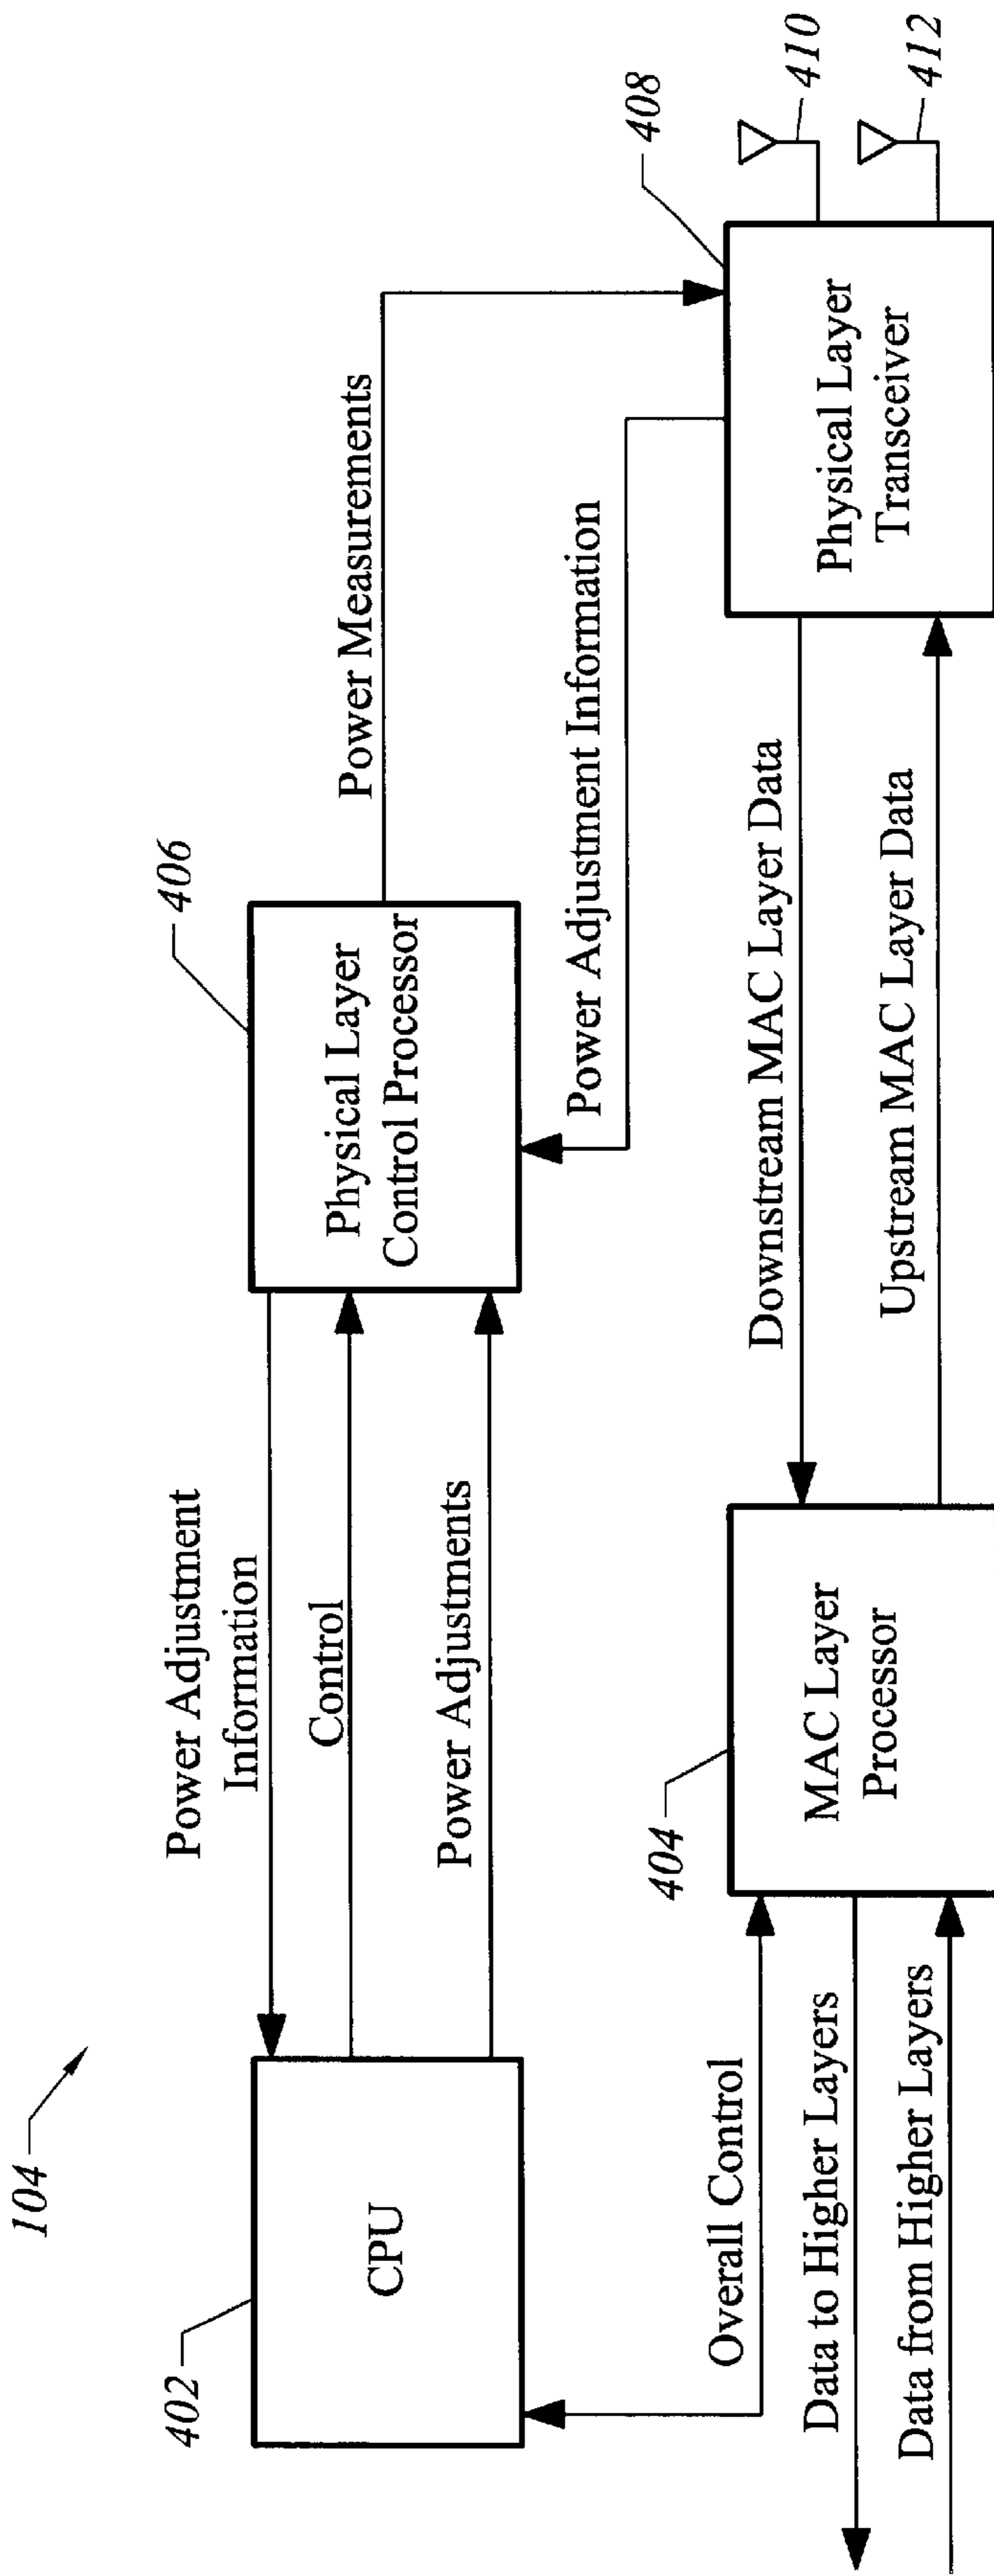 104
402
CPU
Power Adjustment
Information
Control
Power Adjustments
406
Physical Layer
Control Processor
Power Measurements
Power Adjustment Information
408
Physical Layer
Transceiver
410
412
Downstream MAC Layer Data
Upstream MAC Layer Data
404
MAC Layer
Processor
Overall Control
Data to Higher Layers
Data from Higher Layers